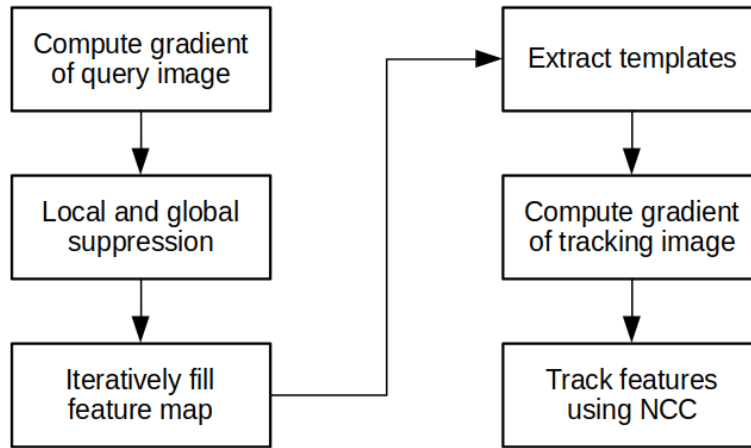 Compute gradient
of query image
Local and global
suppression
Iteratively fill
feature map
Extract templates
Compute gradient
of tracking image
Track features
using NCC